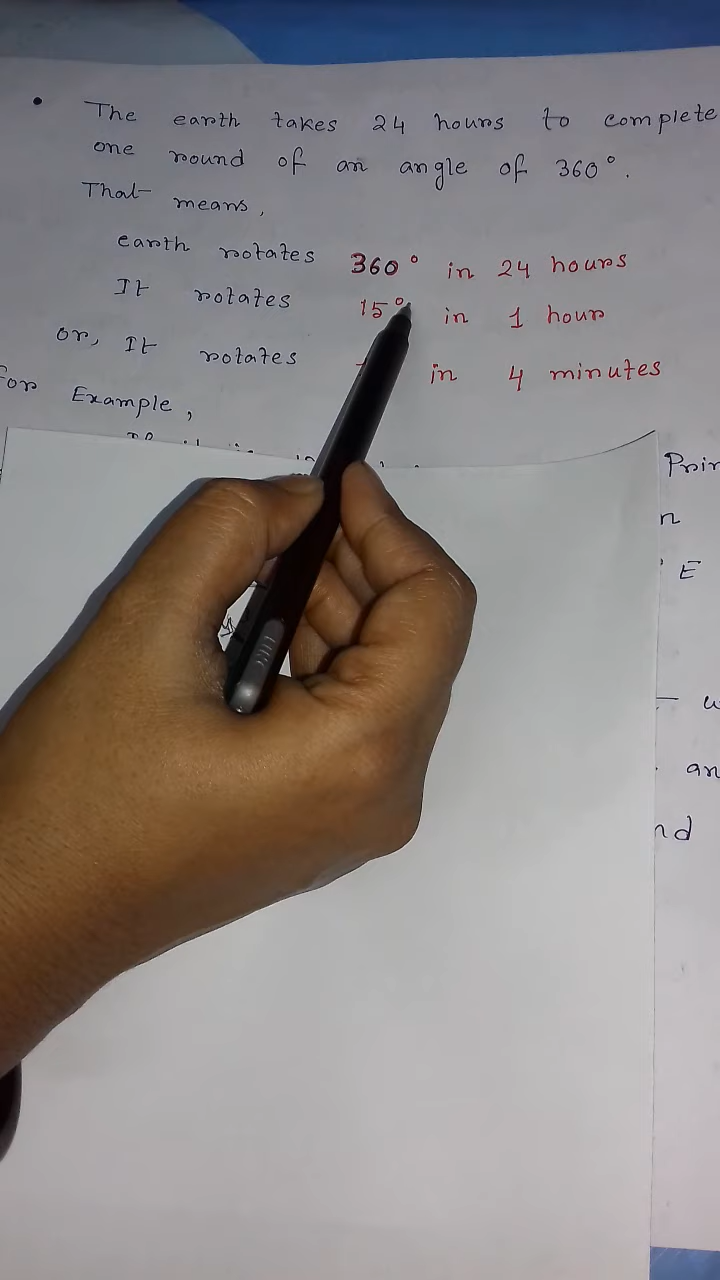 • The earth takes 24 hours to complete
one round of an angle of 360°.
That means,
earth rotates 360° in 24 hours
It rotates 15° in 1 hour
or, It rotates in 4 minutes
For Example,
n
E
an
nd